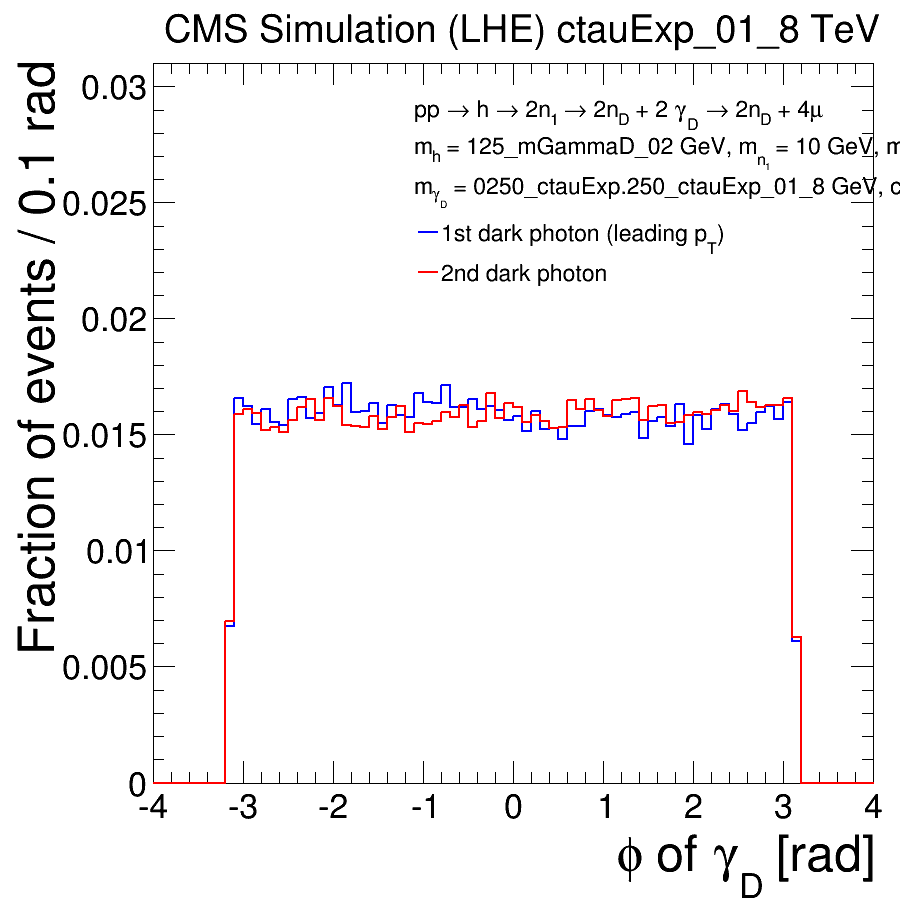 CMS Simulation (LHE) ctauExp_01_8 TeV
Fraction of events / 0.1 rad
0.03
0.025
0.02
0.015
0.01
0.005
0
pp → h → 2n1 → 2nD + 2 γD → 2nD + 4μ
mh = 125_mGammaD_02 GeV, mn1 = 10 GeV, m
mγD = 0250_ctauExp.250_ctauExp_01_8 GeV, c
1st dark photon (leading pT)
2nd dark photon
-4 -3 -2 -1 0 1 2 3 4
ϕ of γD [rad]